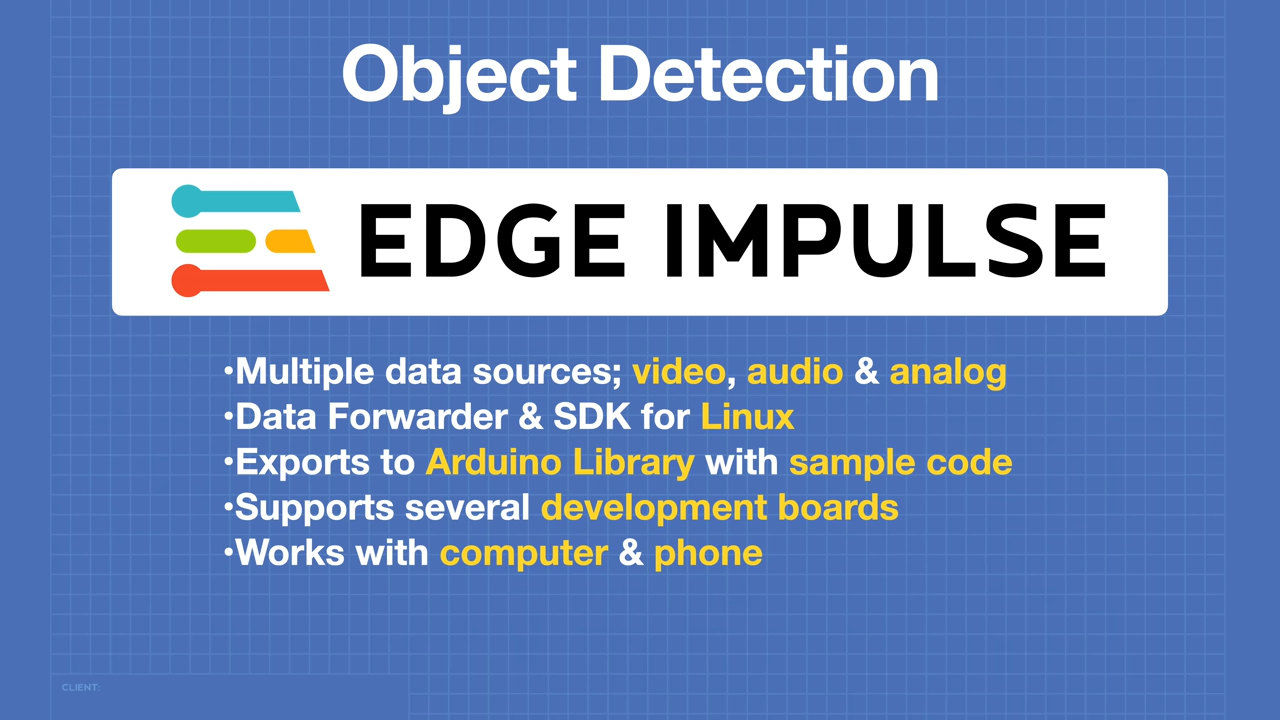 Object Detection
EDGE IMPULSE
•Multiple data sources; video, audio & analog
•Data Forwarder & SDK for Linux
•Exports to Arduino Library with sample code
•Supports several development boards
•Works with computer & phone
CLIENT: